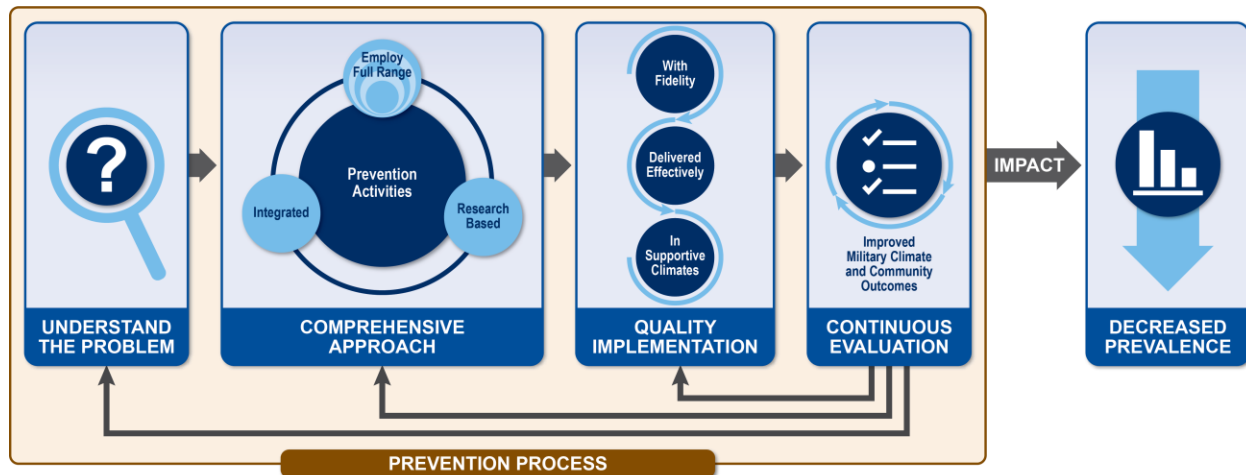 ?
UNDERSTAND
THE PROBLEM
Employ
Full Range
Prevention
Activities
Integrated
Research
Based
COMPREHENSIVE
APPROACH
With
Fidelity
Delivered
Effectively
In
Supportive
Climates
QUALITY
IMPLEMENTATION
Improved
Military Climate
and Community
Outcomes
CONTINUOUS
EVALUATION
IMPACT
DECREASED
PREVALENCE
PREVENTION PROCESS